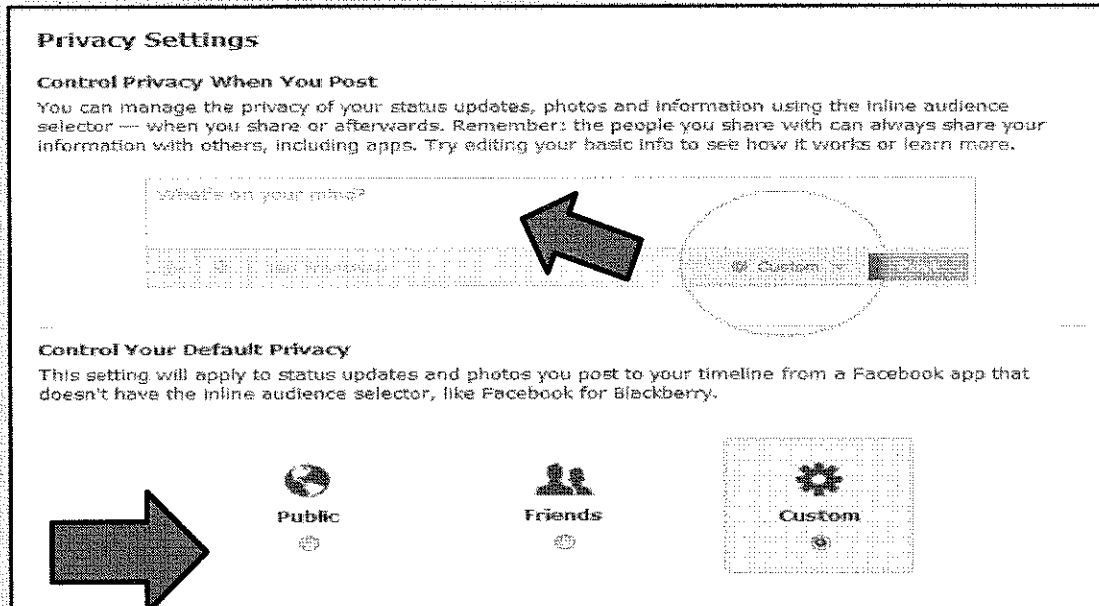 Privacy Settings
Control Privacy When You Post
You can manage the privacy of your status updates, photos and information using the inline audience
selector — when you share or afterwards. Remember: the people you share with can always share your
information with others, including apps. Try editing your basic info to see how it works or learn more.
What's on your mind?
Custom
Control Your Default Privacy
This setting will apply to status updates and photos you post to your timeline from a Facebook app that
doesn't have the inline audience selector, like Facebook for Blackberry.
Public
Friends
Custom